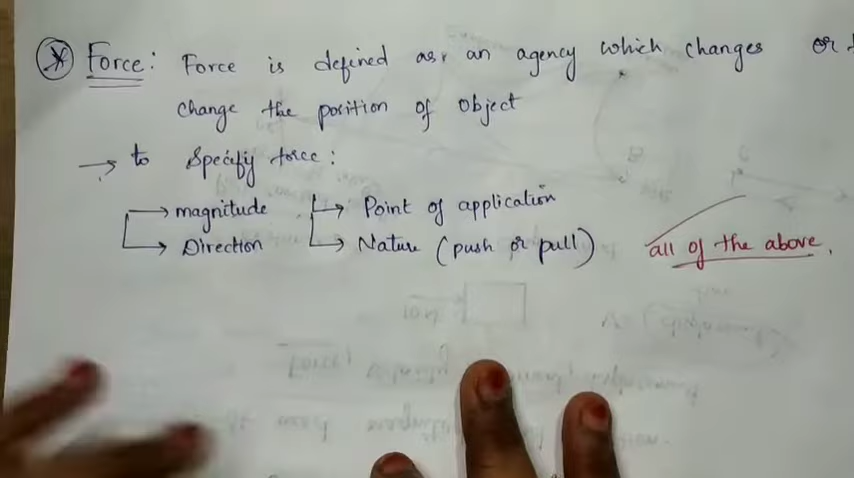 * Force: Force is defined as, an agency which changes or
change the position of object
→ to Specify force:
→ magnitude → Point of application
→ Direction → Nature (push or pull) all of the above,